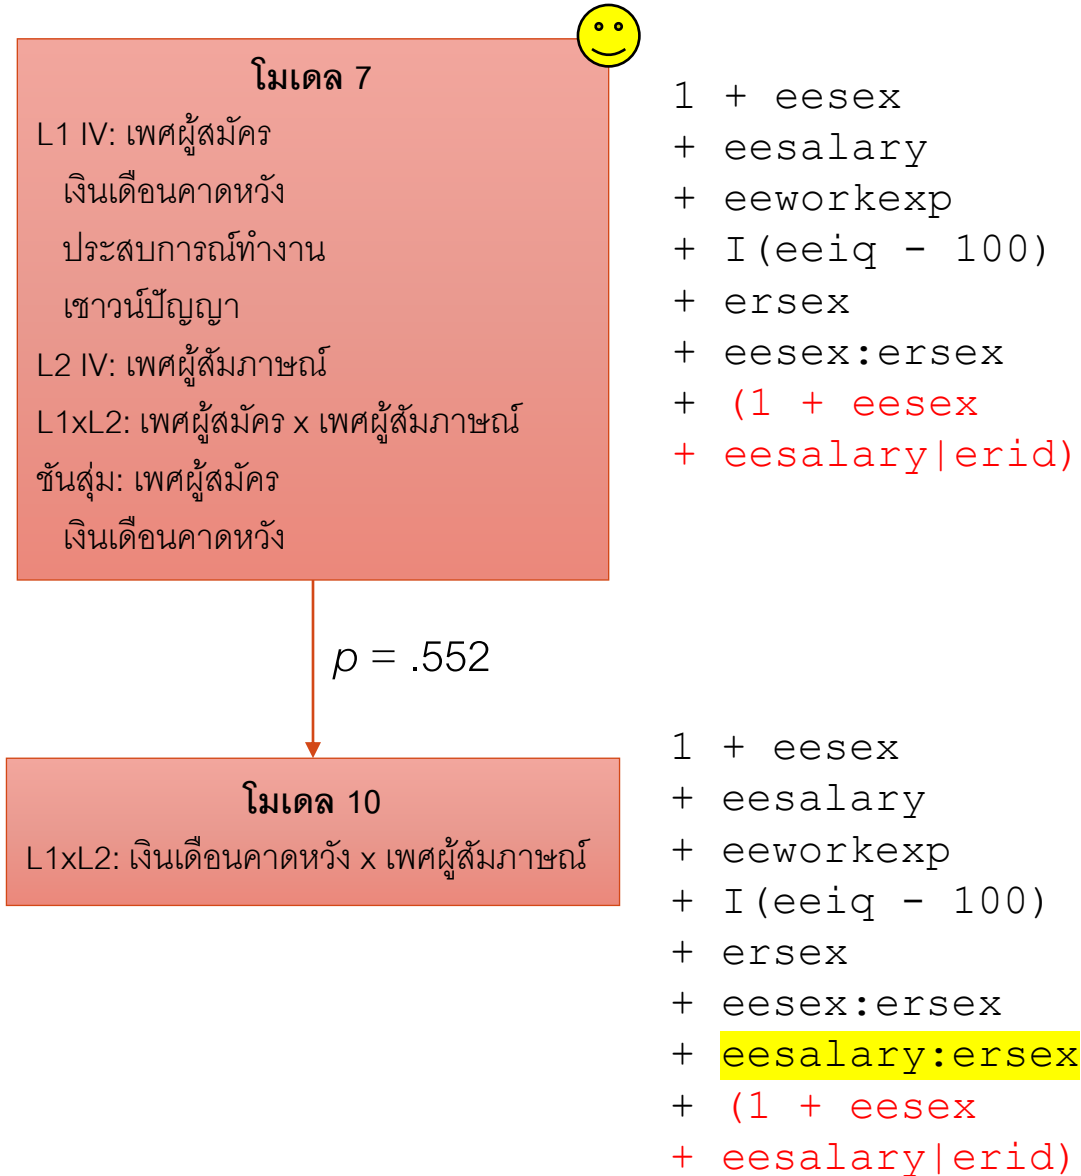 โมเดล 7
L1 IV: เพศผู้สมัคร
เงินเดือนคาดหวัง
ประสบการณ์ทำงาน
เชาวน์ปัญญา
L2 IV: เพศผู้สัมภาษณ์
L1xL2: เพศผู้สมัคร x เพศผู้สัมภาษณ์
ชันสุ่ม: เพศผู้สมัคร
เงินเดือนคาดหวัง
1 + eesex
+ eesalary
+ eeworkexp
+ I(eeiq - 100)
+ ersex
+ eesex:ersex
+ (1 + eesex
+ eesalary|erid)
p = .552
โมเดล 10
L1xL2: เงินเดือนคาดหวัง x เพศผู้สัมภาษณ์
1 + eesex
+ eesalary
+ eeworkexp
+ I(eeiq - 100)
+ ersex
+ eesex:ersex
+ eesalary:ersex
+ (1 + eesex
+ eesalary|erid)